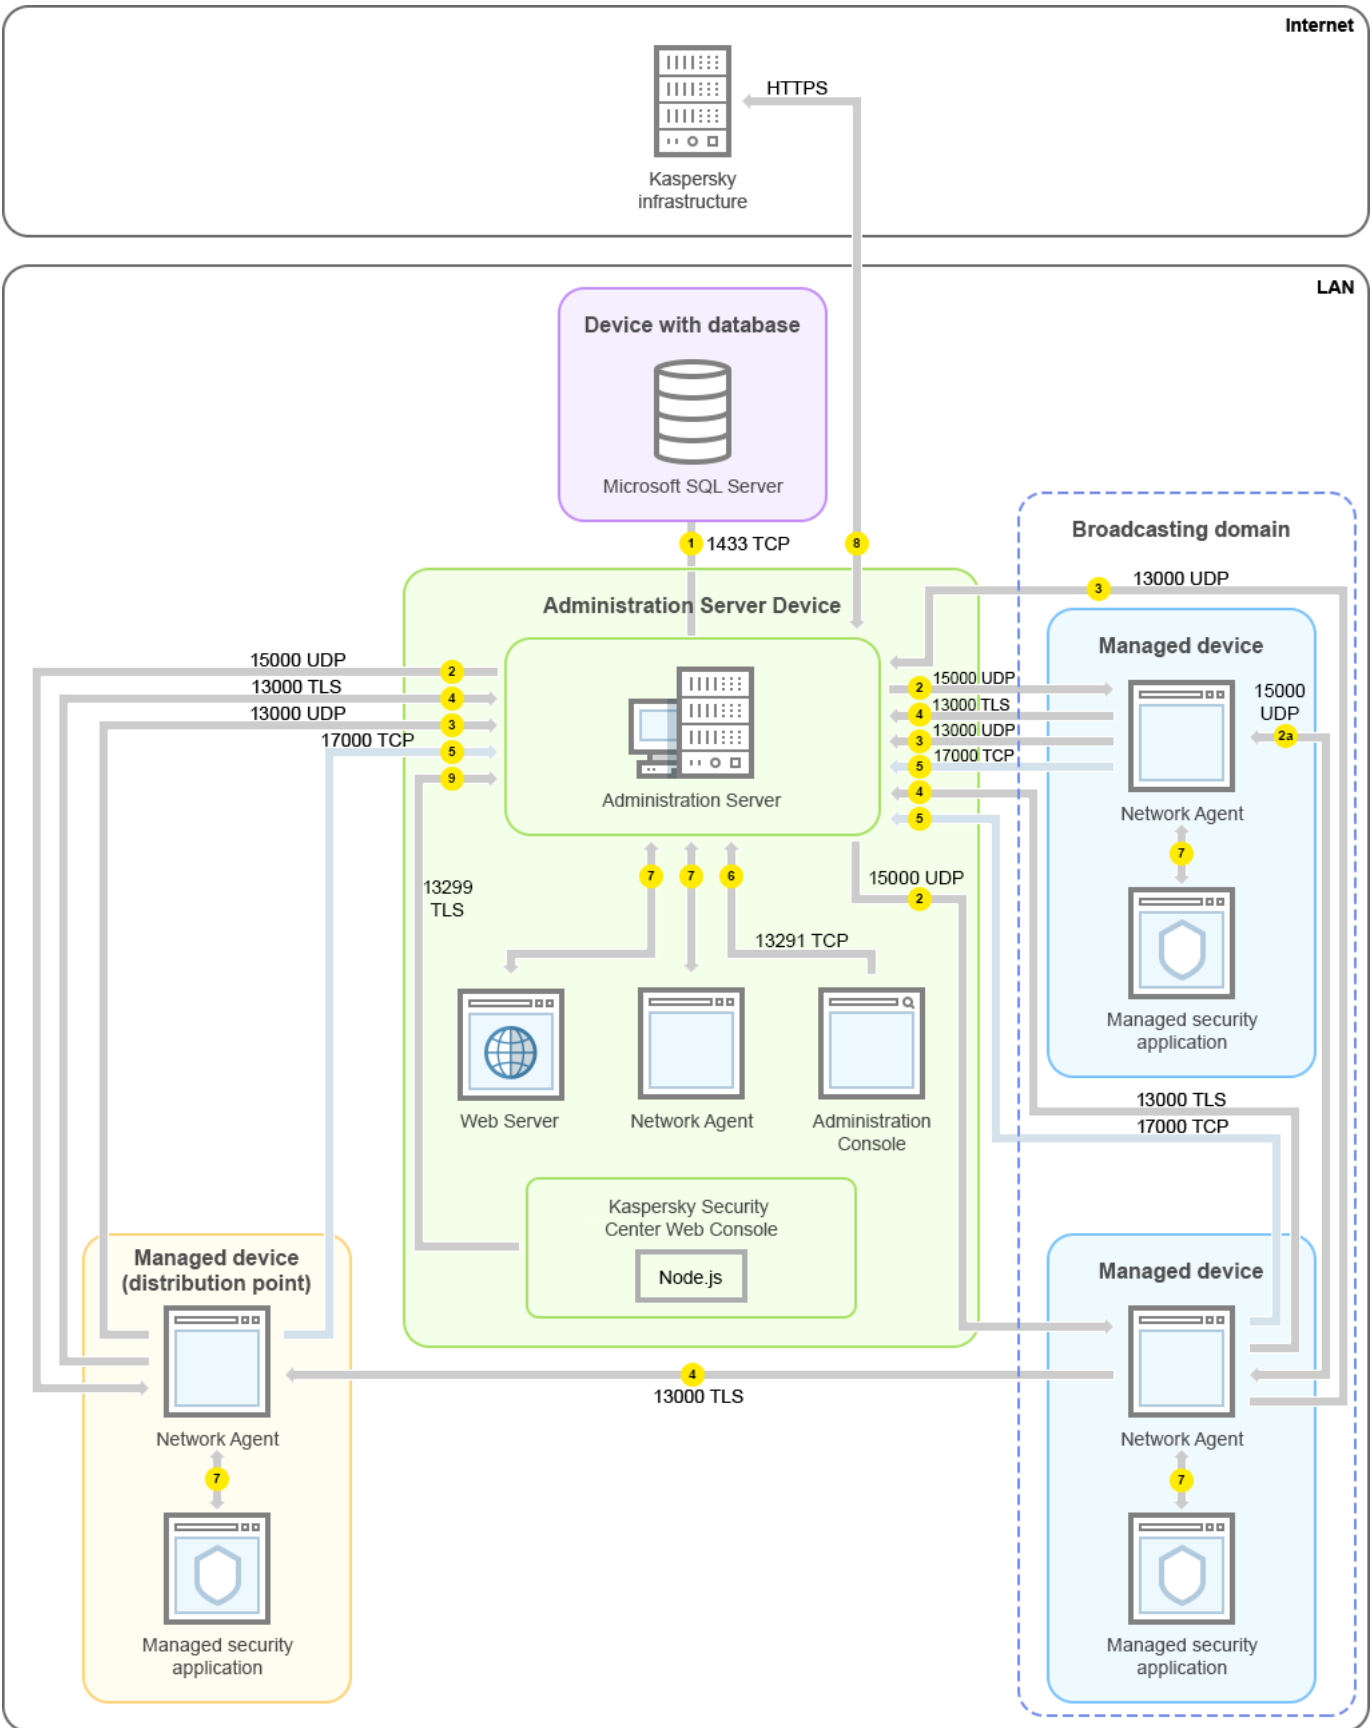 Internet
HTTPS
Kaspersky
infrastructure
LAN
Device with database
Microsoft SQL Server
1 1433 TCP
8
Broadcasting domain
13000 UDP
3
Administration Server Device
Managed device
15000 UDP
2
13000 TLS
4
13000 UDP
3
17000 TCP
5
9
Administration Server
15000 UDP
2
13000 TLS
4
13000 UDP
3
17000 TCP
5
4
5
15000
UDP
2a
Network Agent
7
Managed security
application
13299
TLS
7
7
6
15000 UDP
2
13291 TCP
Web Server
Network Agent
Administration
Console
13000 TLS
17000 TCP
Kaspersky Security
Center Web Console
Node.js
Managed device
(distribution point)
Network Agent
7
Managed security
application
4
13000 TLS
Managed device
Network Agent
7
Managed security
application